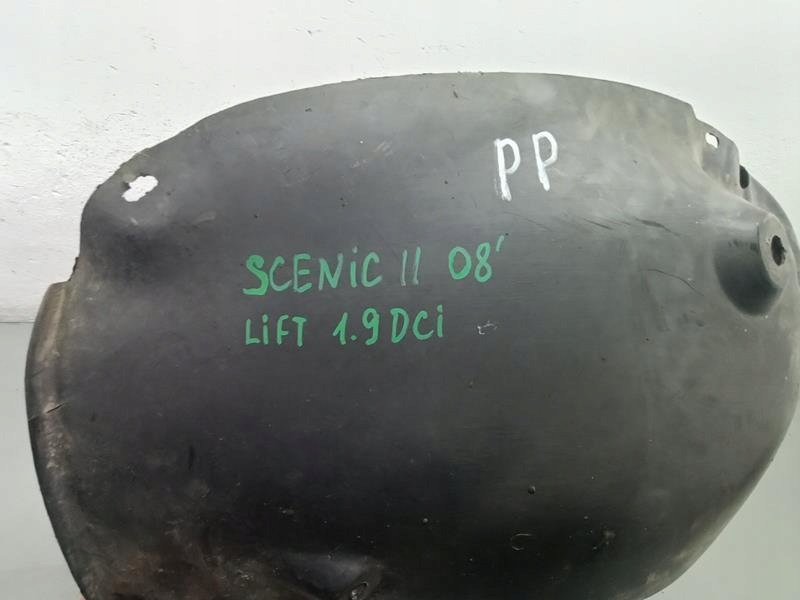 PP
SCENiC II 08'
LiFT 1.9 DCi